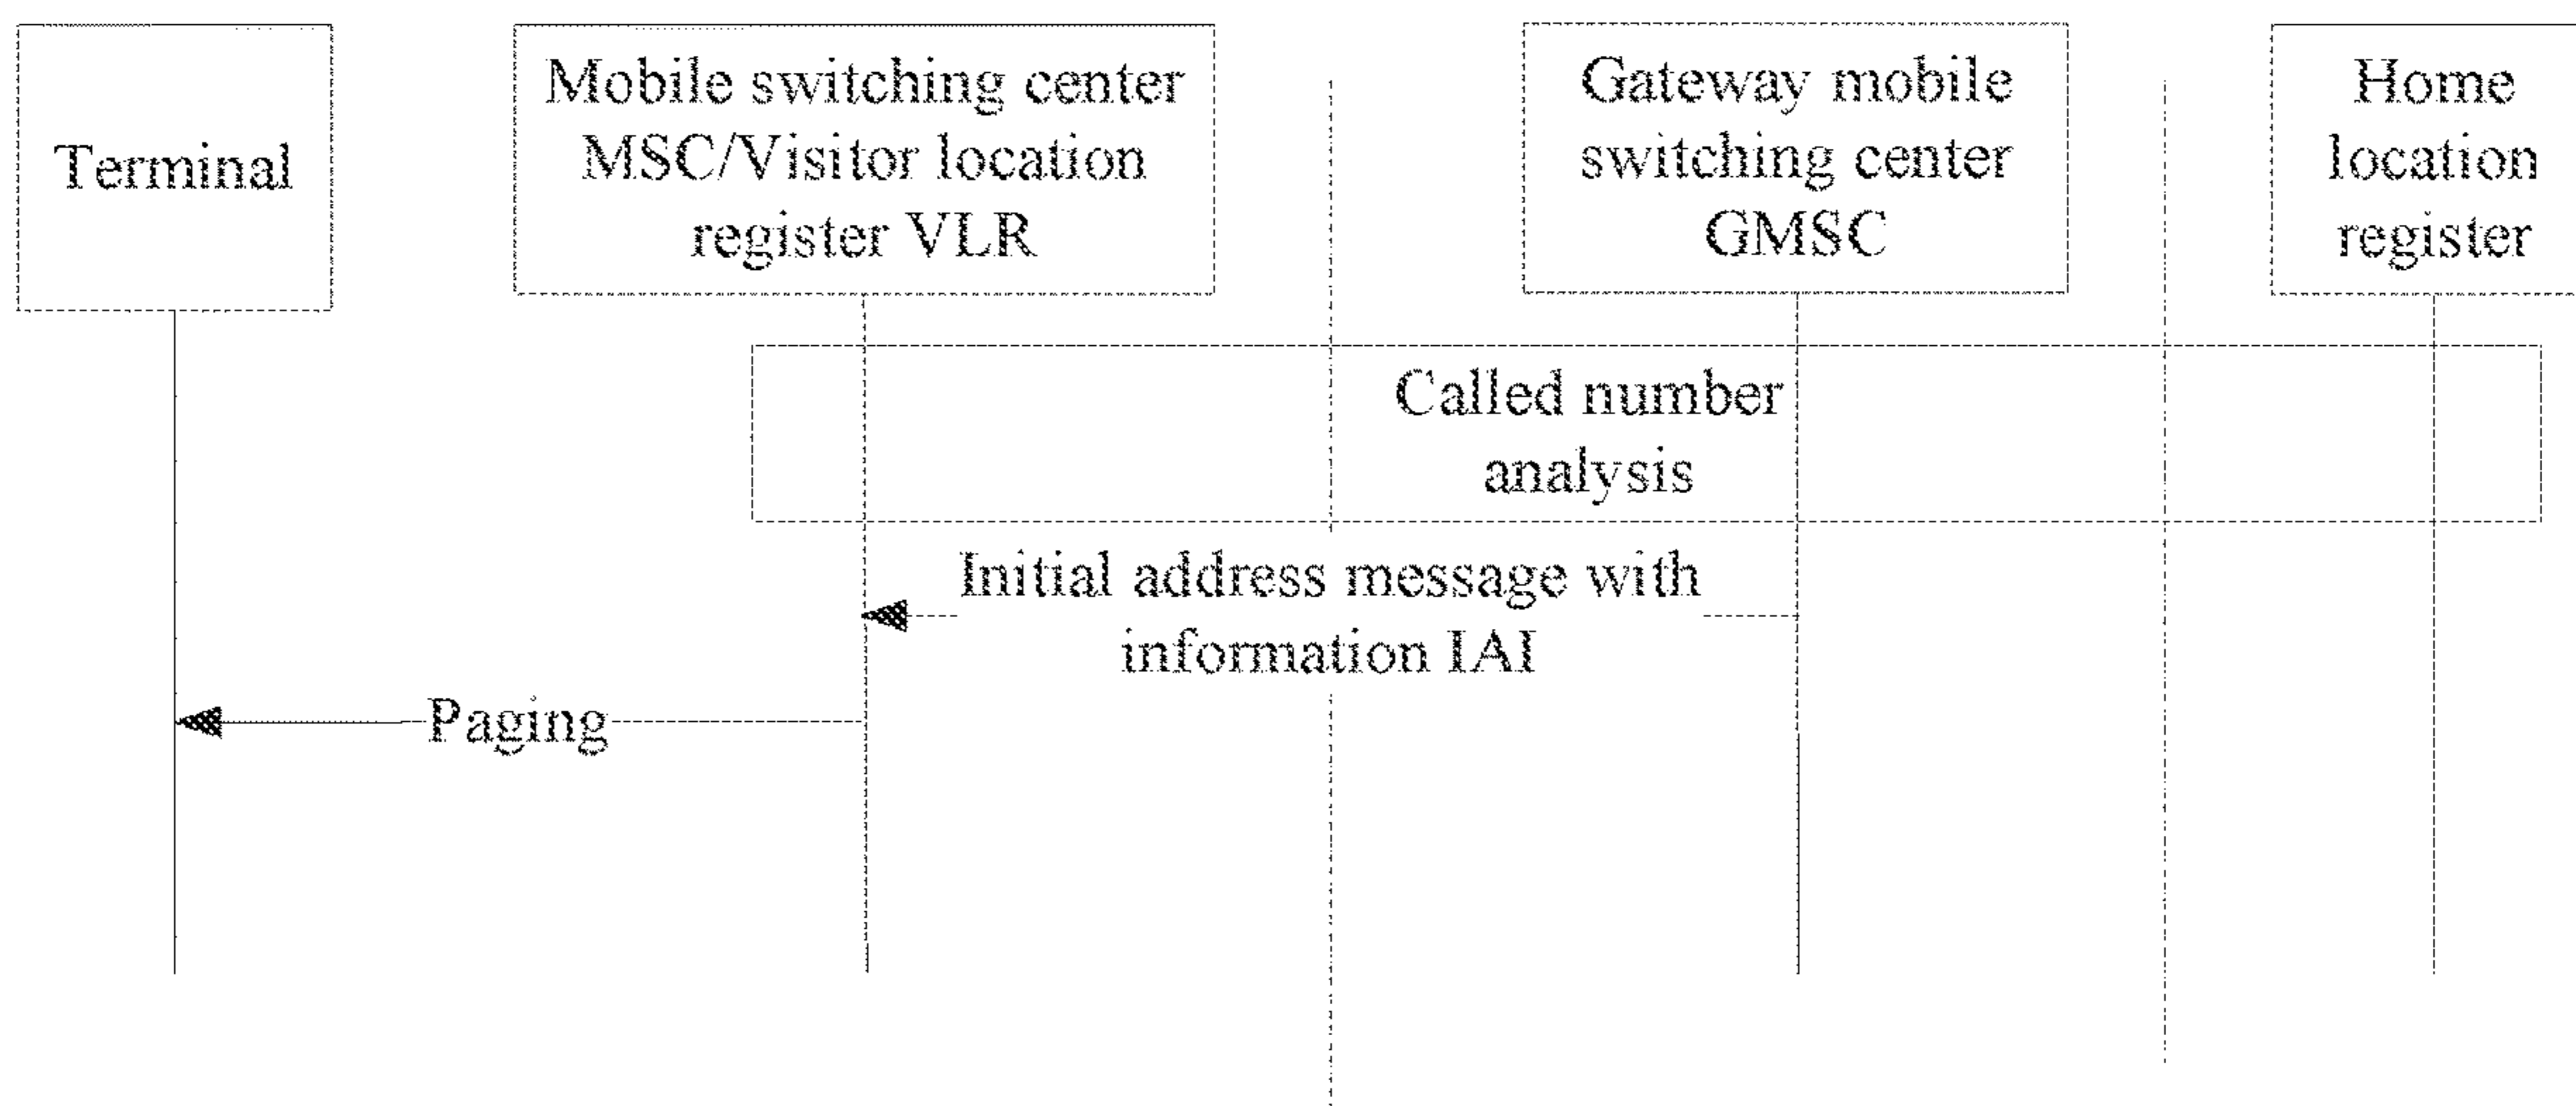 Terminal
Mobile switching center
MSC/Visitor location
register VLR
Gateway mobile
switching center
GMSC
Home
location
register
Called number
analysis
Initial address message with
information IAI
Paging